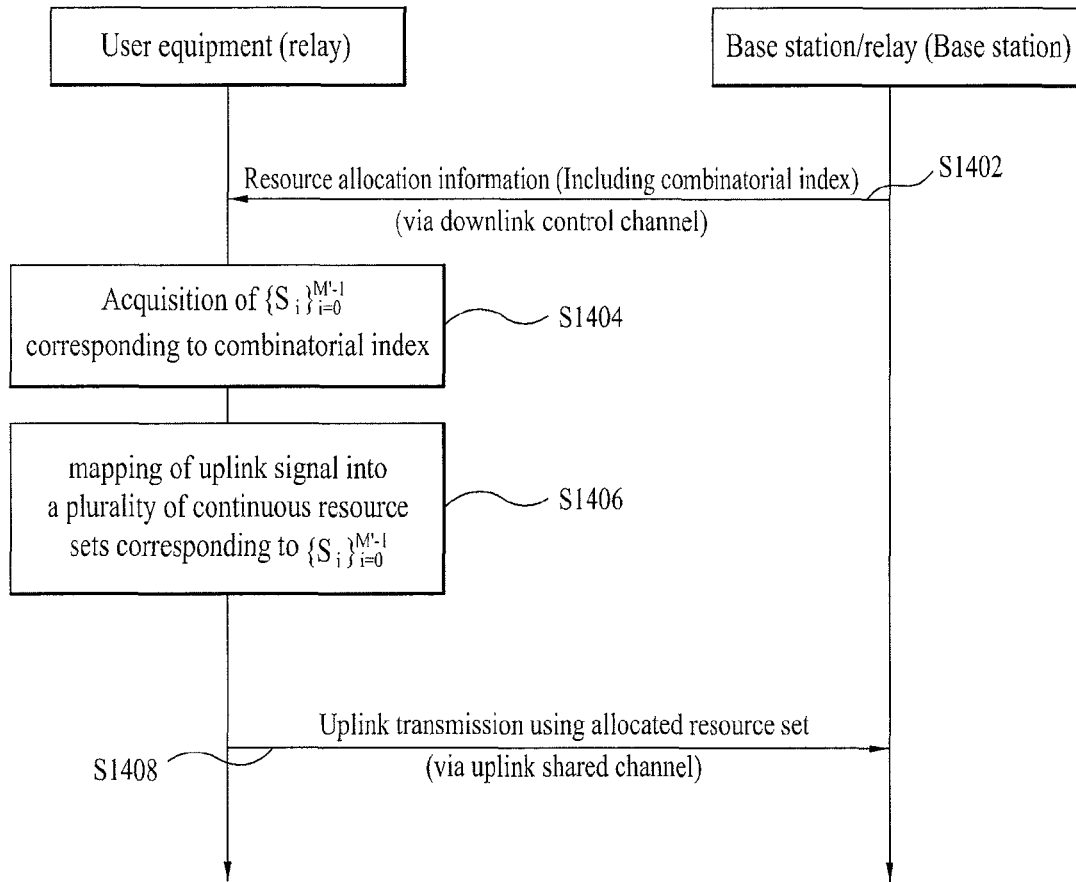 User equipment (relay)
Base station/relay (Base station)
S1402
Resource allocation information (Including combinatorial index)
(via downlink control channel)
Acquisition of {S_i}_{i=0}^{M'-1}
corresponding to combinatorial index
S1404
mapping of uplink signal into
a plurality of continuous resource
sets corresponding to {S_i}_{i=0}^{M'-1}
S1406
Uplink transmission using allocated resource set
(via uplink shared channel)
S1408